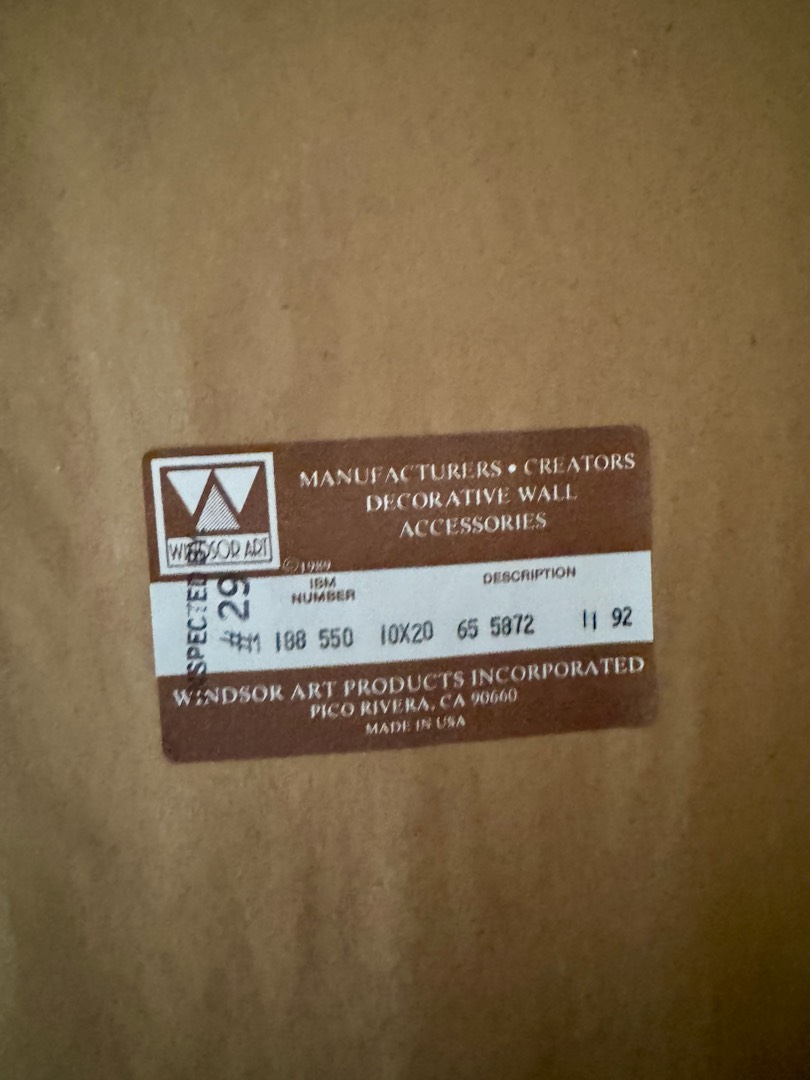 MANUFACTURERS • CREATORS
DECORATIVE WALL
ACCESSORIES
WINDSOR ART
©1989
IBM
NUMBER
DESCRIPTION
INSPECTED BY
# 29
188 550 10X20 65 5872 11 92
WINDSOR ART PRODUCTS INCORPORATED
PICO RIVERA, CA 90660
MADE IN USA